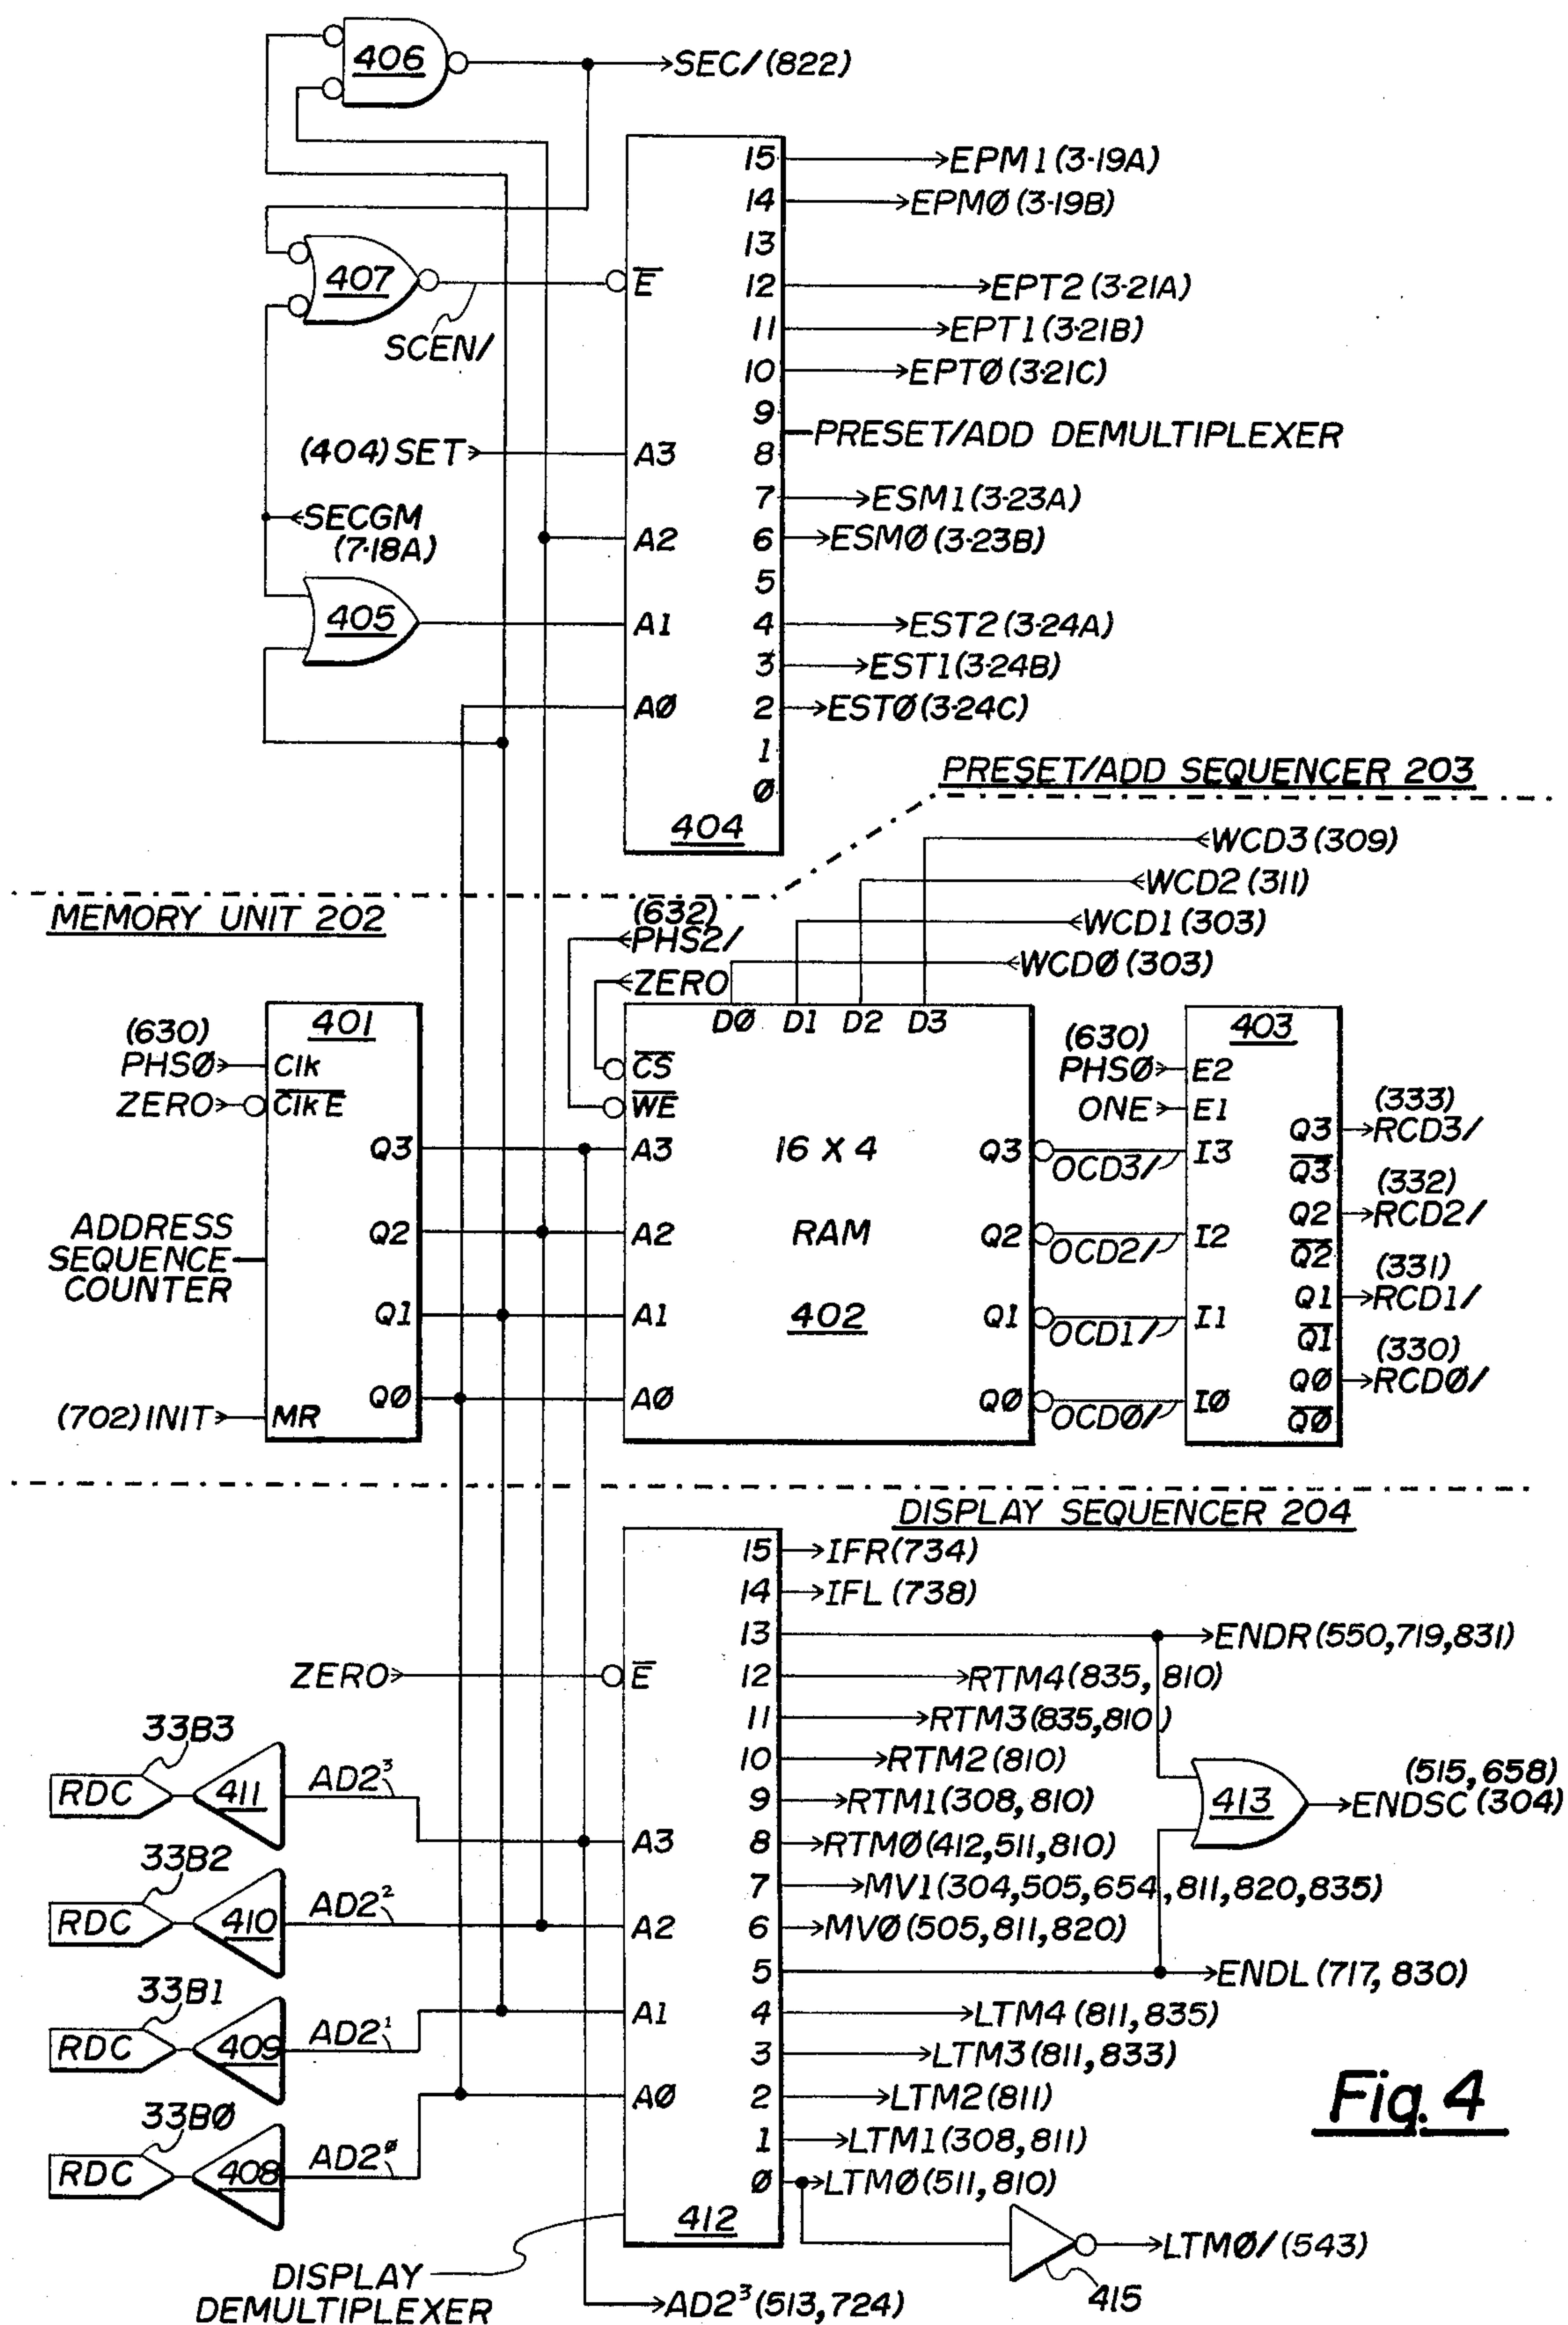 406
SEC/(822)
15
EPM1(3·19A)
14
EPMØ(3·19B)
13
407
E
12
EPT2(3·21A)
SCEN/
11
EPT1(3·21B)
10
EPTØ(3·21C)
9
PRESET/ADD DEMULTIPLEXER
(404)SET
A3
8
7
ESM1(3·23A)
SECGM
(7·18A)
A2
6
ESMØ(3·23B)
5
405
A1
4
EST2(3·24A)
3
EST1(3·24B)
AØ
2
ESTØ(3·24C)
1
Ø
404
PRESET/ADD SEQUENCER 203
WCD3(309)
WCD2(311)
WCD1(303)
WCDØ(303)
MEMORY UNIT 202
(632)
PHS2/
ZERO
401
DØ D1 D2 D3
403
(630)
PHSØ
Clk
CS
(630)
PHSØ
E2
ZERO
ClkE
WE
ONE
E1
(333)
Q3
RCD3/
Q3
A3
16 X 4
Q3
OCD3/
I3
Q3
(332)
Q2
RCD2/
ADDRESS
SEQUENCE
COUNTER
Q2
A2
RAM
Q2
OCD2/
I2
Q2
(331)
Q1
RCD1/
Q1
A1
402
Q1
OCD1/
I1
Q1
(330)
QØ
RCDØ/
(702)INIT
MR
QØ
AØ
QØ
OCDØ/
IØ
QØ
DISPLAY SEQUENCER 204
15
IFR(734)
14
IFL(738)
13
ENDR(550,719,831)
ZERO
E
12
RTM4(835,810)
11
RTM3(835,810)
33B3
RDC
411
AD2³
10
RTM2(810)
9
RTM1(308,810)
413
(515,658)
ENDSC(304)
A3
8
RTMØ(412,511,810)
33B2
RDC
410
AD2²
7
MV1(304,505,654,811,820,835)
A2
6
MVØ(505,811,820)
5
ENDL(717,830)
33B1
RDC
409
AD2¹
A1
4
LTM4(811,835)
3
LTM3(811,833)
AØ
2
LTM2(811)
33BØ
RDC
408
AD2ᶲ
1
LTM1(308,811)
Ø
LTMØ(511,810)
412
LTMØ/(543)
415
DISPLAY
DEMULTIPLEXER
AD2³(513,724)
Fig. 4